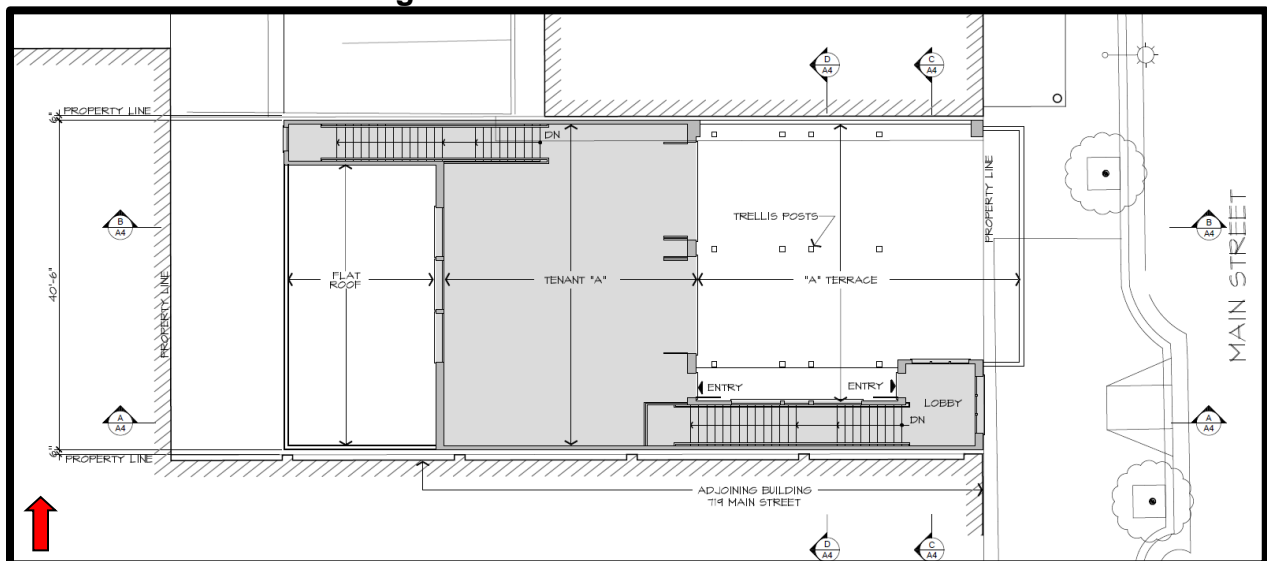 D
A4
C
A4
PROPERTY LINE
6"
DN
PROPERTY LINE
TRELLIS POSTS
B
A4
B
A4
MAIN STREET
40'-6"
FLAT
ROOF
TENANT "A"
"A" TERRACE
PROPERTY LINE
ENTRY
ENTRY
LOBBY
A
A4
DN
A
A4
6"
PROPERTY LINE
ADJOINING BUILDING
719 MAIN STREET
D
A4
C
A4